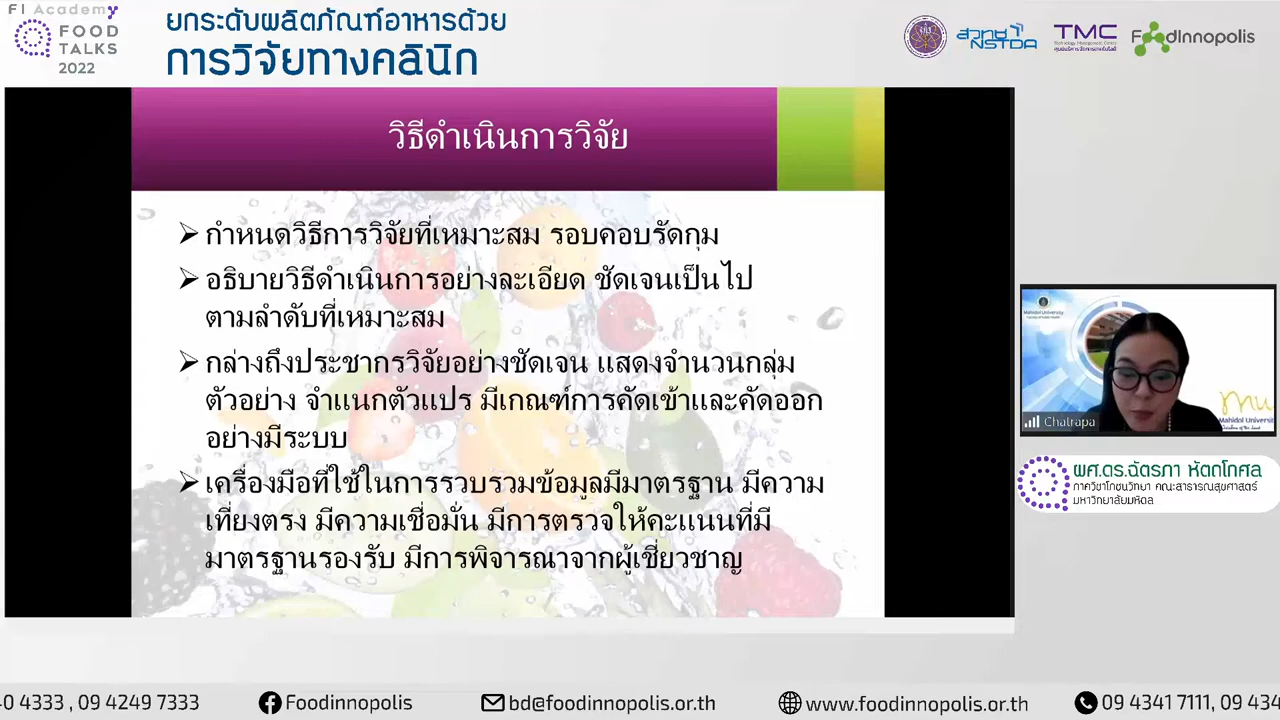 FI Academy
FOOD
TALKS
2022
ยกระดับผลิตภัณฑ์อาหารด้วย
การวิจัยทางคลินิก
สวทช
NSTDA
TMC
Technology Management Center
FoodInnopolis
วิธีดำเนินการวิจัย
➢ กำหนดวิธีการวิจัยที่เหมาะสม รอบคอบรัดกุม
➢ อธิบายวิธีดำเนินการอย่างละเอียด ชัดเจนเป็นไป
ตามลำดับที่เหมาะสม
➢ กล่างถึงประชากรวิจัยอย่างชัดเจน แสดงจำนวนกลุ่ม
ตัวอย่าง จำแนกตัวแปร มีเกณฑ์การคัดเข้าและคัดออก
อย่างมีระบบ
➢ เครื่องมือที่ใช้ในการรวบรวมข้อมูลมีมาตรฐาน มีความ
เที่ยงตรง มีความเชื่อมั่น มีการตรวจให้คะแนนที่มี
มาตรฐานรองรับ มีการพิจารณาจากผู้เชี่ยวชาญ
Mahidol University
mu
Mahidol Universit
Chatrapa
ผศ.ดร.ฉัตรภา หัตถโกศล
ภาควิชาโภชนวิทยา คณะสาธารณสุขศาสตร์
มหาวิทยาลัยมหิดล
40 4333 , 09 4249 7333
Foodinnopolis
bd@foodinnopolis.or.th
www.foodinnopolis.or.th
09 4341 7111, 09 434